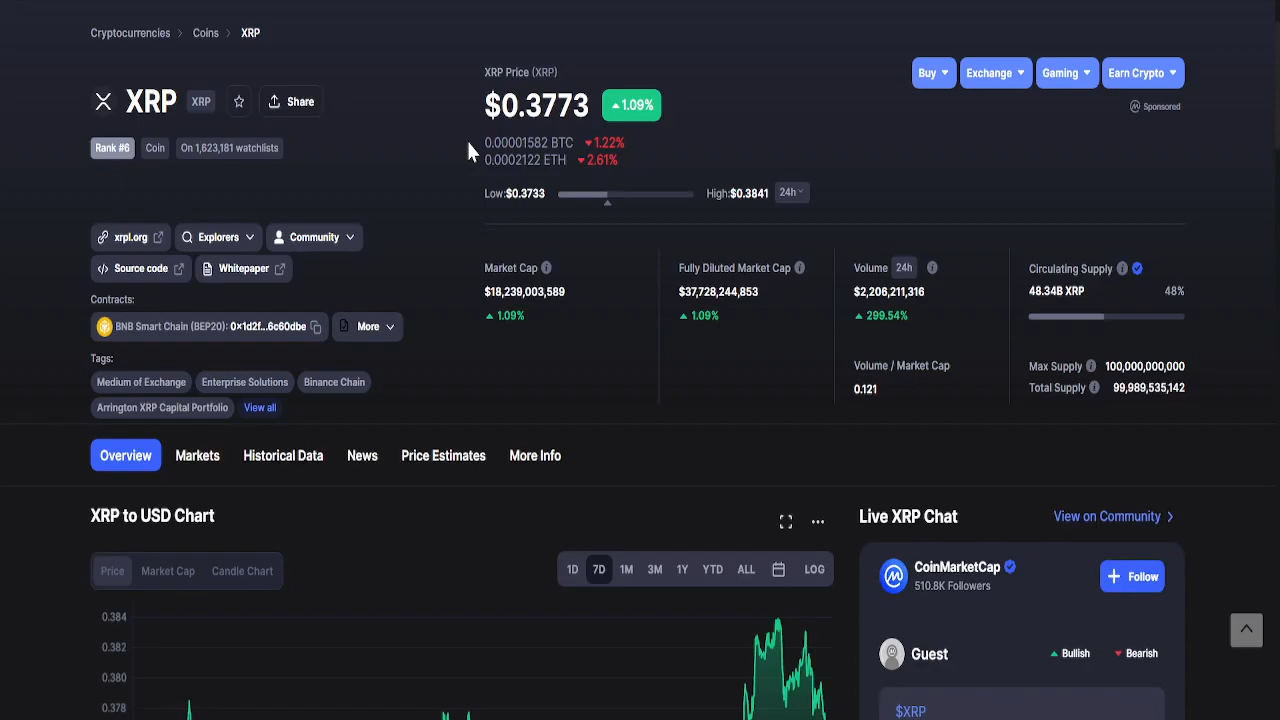 Cryptocurrencies > Coins > XRP
XRP XRP Share
Rank #6 Coin On 1,623,181 watchlists
xrpl.org Explorers Community
Source code Whitepaper
Contracts:
BNB Smart Chain (BEP20): 0x1d2f...6c60dbe More
Tags:
Medium of Exchange Enterprise Solutions Binance Chain
Arrington XRP Capital Portfolio View all
XRP Price (XRP)
$0.3773 1.09%
0.00001582 BTC 1.22%
0.0002122 ETH 2.61%
Low:$0.3733 High:$0.3841 24h
Buy Exchange Gaming Earn Crypto
Sponsored
Market Cap
$18,239,003,589
1.09%
Fully Diluted Market Cap
$37,728,244,853
1.09%
Volume 24h
$2,206,211,316
299.54%
Volume / Market Cap
0.121
Circulating Supply
48.34B XRP 48%
Max Supply 100,000,000,000
Total Supply 99,989,535,142
Overview Markets Historical Data News Price Estimates More Info
XRP to USD Chart
Price Market Cap Candle Chart
1D 7D 1M 3M 1Y YTD ALL LOG
0.384
0.382
0.380
0.378
Live XRP Chat View on Community >
CoinMarketCap
510.8K Followers
+ Follow
Guest Bullish Bearish
$XRP